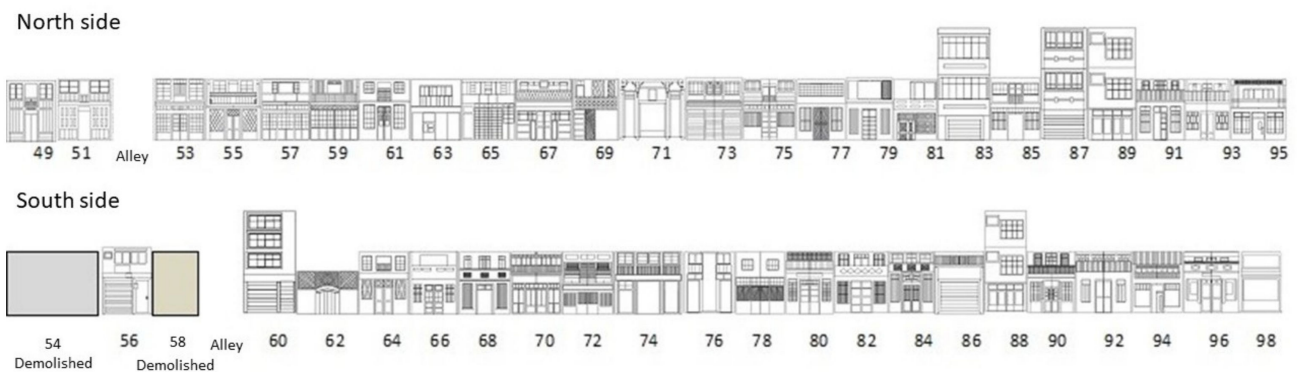 North side
49 51 Alley 53 55 57 59 61 63 65 67 69 71 73 75 77 79 81 83 85 87 89 91 93 95
South side
54 56 58 Alley 60 62 64 66 68 70 72 74 76 78 80 82 84 86 88 90 92 94 96 98
Demolished Demolished